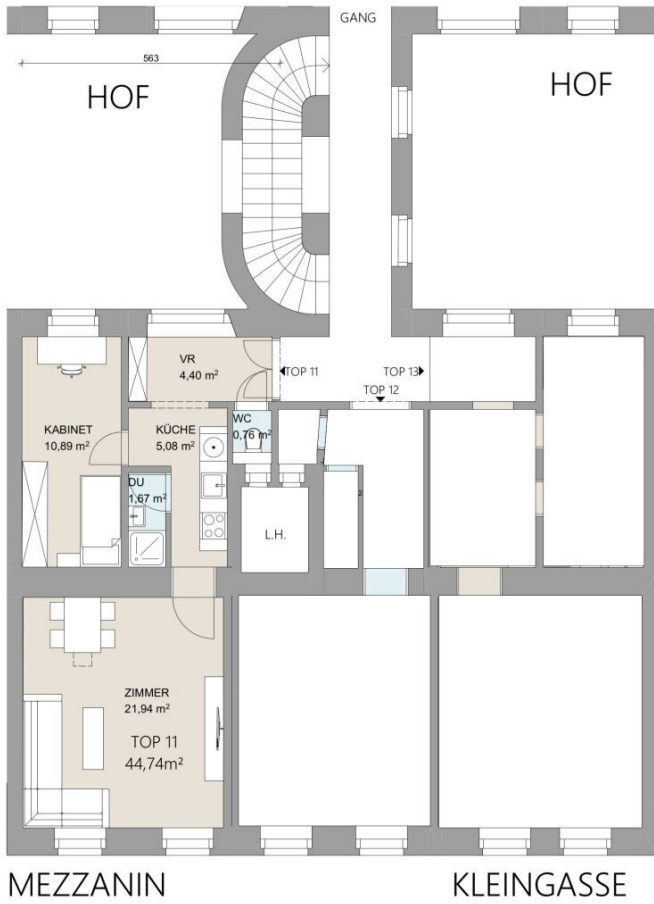 GANG
563
HOF
HOF
VR
4,40 m²
TOP 11
TOP 13
TOP 12
KABINET
10,89 m²
KÜCHE
5,08 m²
WC
0,76 m²
DU
1,67 m²
2
L.H.
ZIMMER
21,94 m²
TOP 11
44,74m²
MEZZANIN
KLEINGASSE